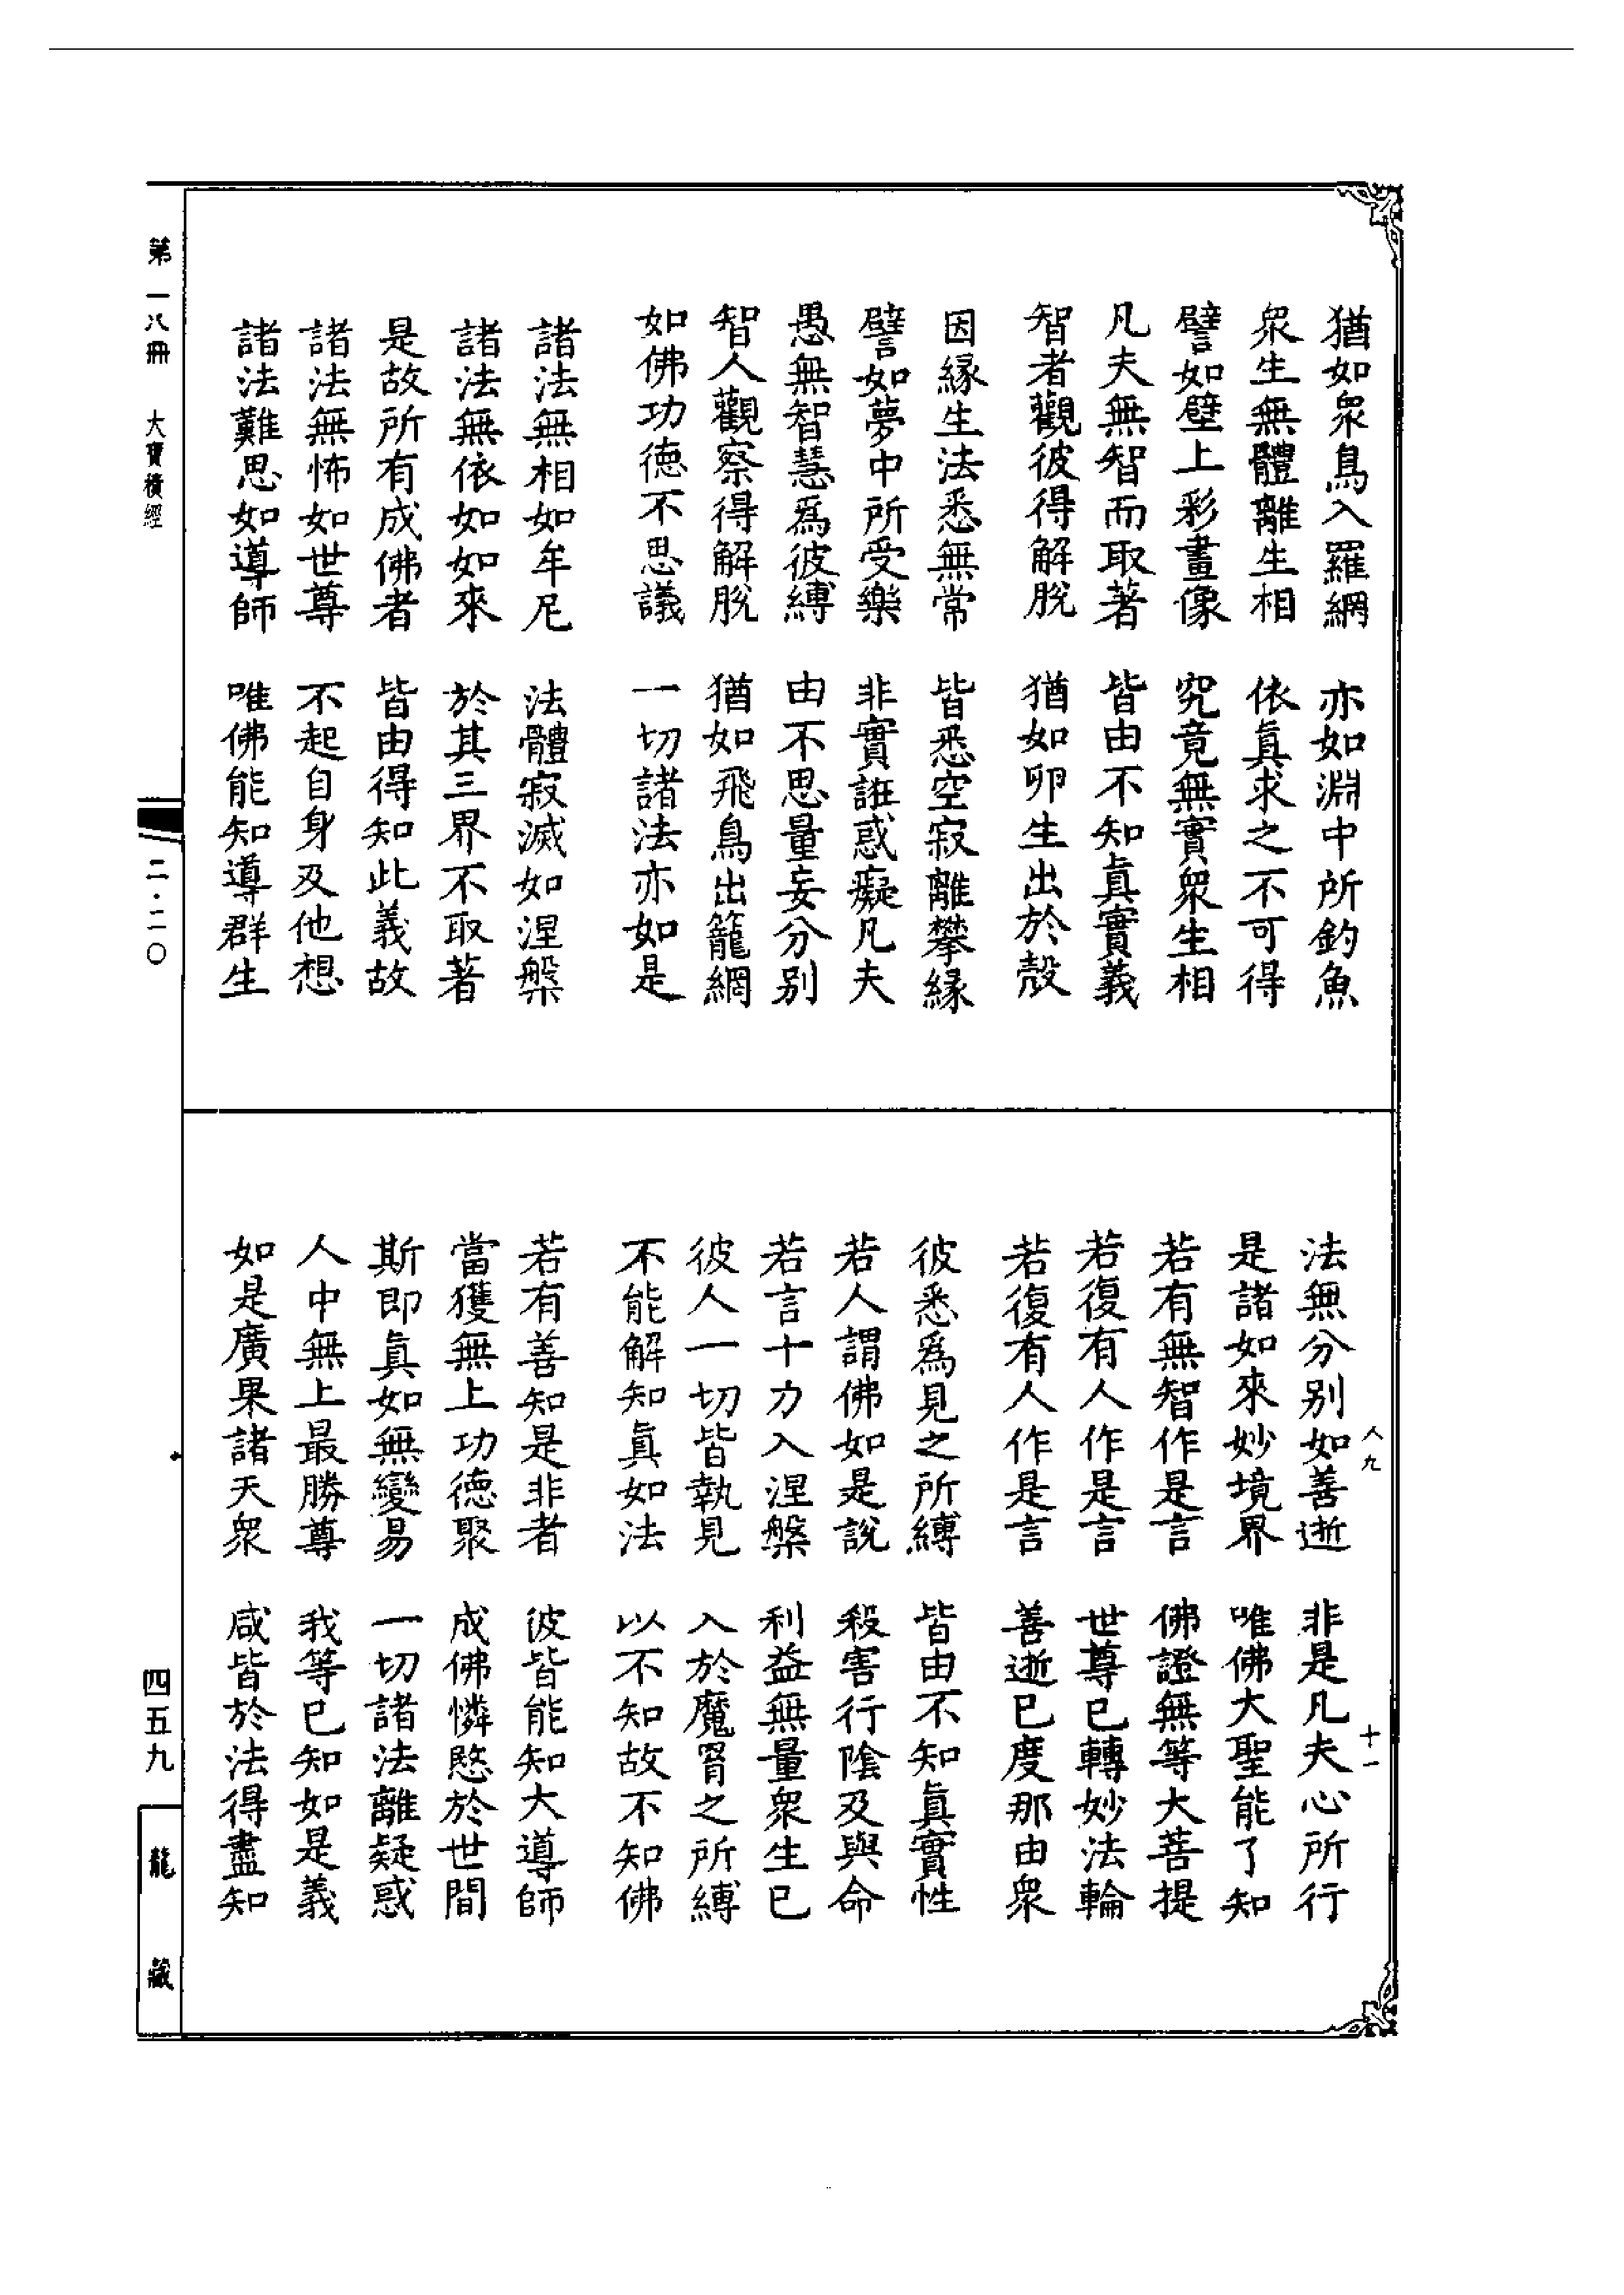 猶如眾鳥入羅網　亦如淵中所釣魚
眾生無體離生相　依眞求之不可得
譬如壁上彩畫像　究竟無實眾生相
凡夫無智而取著　皆由不知眞實義
智者觀彼得解脫　猶如卵生出於殼
因緣生法悉無常　皆悉空寂離攀緣
譬如夢中所受樂　非實誑惑癡凡夫
愚無智慧爲彼縛　由不思量妄分別
智人觀察得解脫　猶如飛鳥出籠網
如佛功德不思議　一切諸法亦如是
諸法無相如牟尼　法體寂滅如涅槃
諸法無依如如來　於其三界不取著
是故所有成佛者　皆由得知此義故
諸法無怖如世尊　不起自身及他想
諸法難思如導師　唯佛能知導群生
法無分別如善逝　非是凡夫心所行
是諸如來妙境界　唯佛大聖能了知
若有無智作是言　佛證無等大菩提
若復有人作是言　世尊已轉妙法輪
若復有人作是言　善逝已度那由眾
彼悉爲見之所縛　皆由不知眞實性
若人謂佛如是說　殺害行陰及與命
若言十力入涅槃　利益無量眾生已
彼人一切皆執見　入於魔罥之所縛
不能解知眞如法　以不知故不知佛
若有善知是非者　彼皆能知大導師
當獲無上功德聚　成佛憐愍於世間
斯即眞如無變易　一切諸法離疑惑
人中無上最勝尊　我等已知如是義
如是廣果諸天眾　咸皆於法得盡知
人九　十一
第一八冊　大寶積經　二·二〇　四五九　龍藏